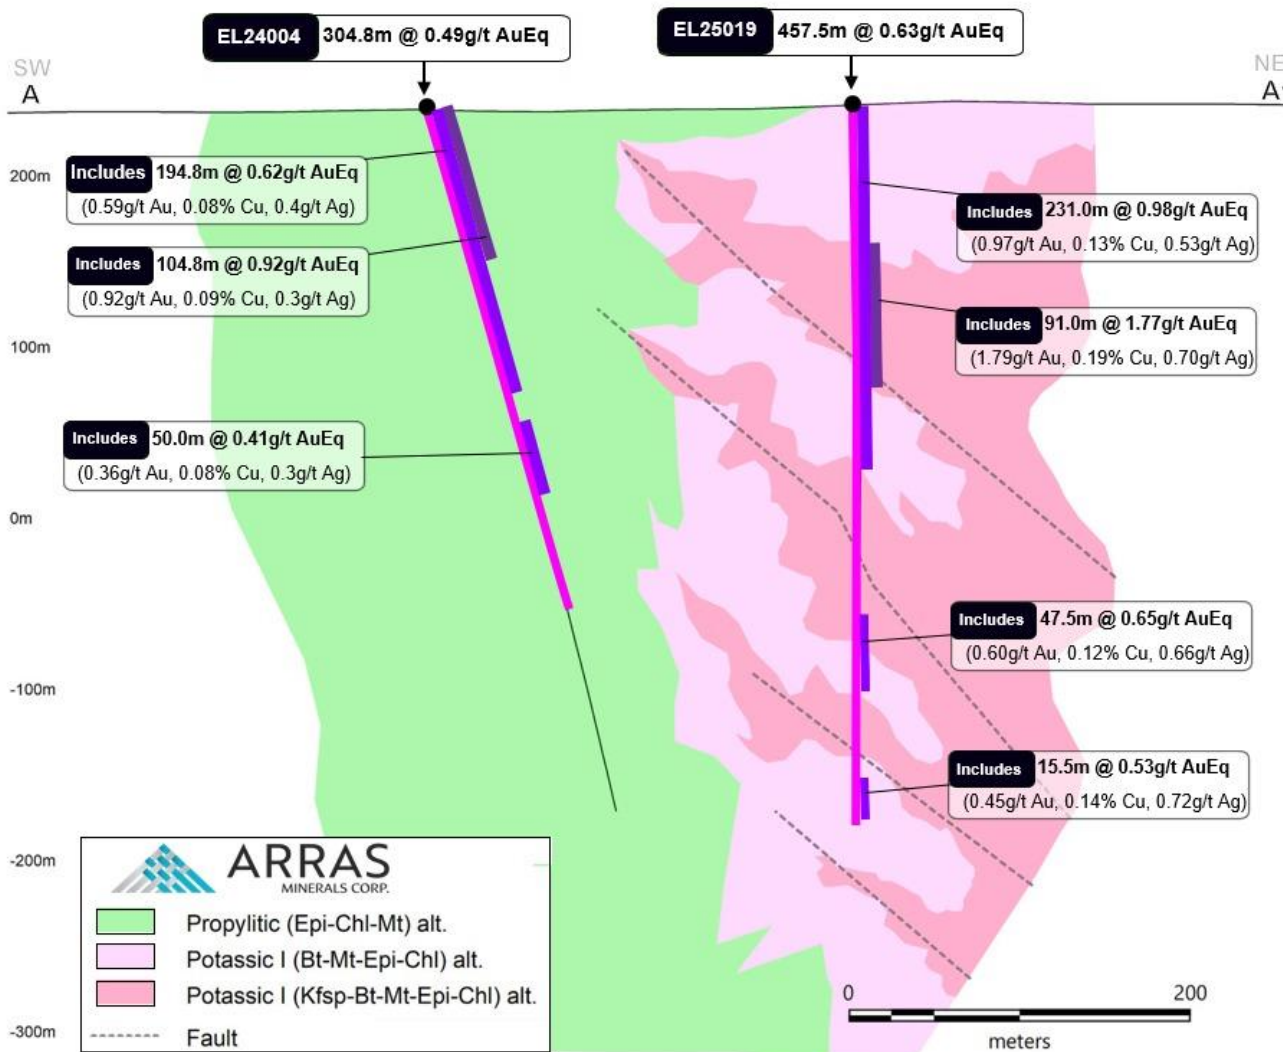 EL24004 304.8m @ 0.49g/t AuEq
EL25019 457.5m @ 0.63g/t AuEq
SW
A
NE
A'
200m
100m
0m
-100m
-200m
-300m
Includes 194.8m @ 0.62g/t AuEq
(0.59g/t Au, 0.08% Cu, 0.4g/t Ag)
Includes 104.8m @ 0.92g/t AuEq
(0.92g/t Au, 0.09% Cu, 0.3g/t Ag)
Includes 50.0m @ 0.41g/t AuEq
(0.36g/t Au, 0.08% Cu, 0.3g/t Ag)
Includes 231.0m @ 0.98g/t AuEq
(0.97g/t Au, 0.13% Cu, 0.53g/t Ag)
Includes 91.0m @ 1.77g/t AuEq
(1.79g/t Au, 0.19% Cu, 0.70g/t Ag)
Includes 47.5m @ 0.65g/t AuEq
(0.60g/t Au, 0.12% Cu, 0.66g/t Ag)
Includes 15.5m @ 0.53g/t AuEq
(0.45g/t Au, 0.14% Cu, 0.72g/t Ag)
ARRAS
MINERALS CORP.
Propylitic (Epi-Chl-Mt) alt.
Potassic I (Bt-Mt-Epi-Chl) alt.
Potassic I (Kfsp-Bt-Mt-Epi-Chl) alt.
Fault
0 200
meters